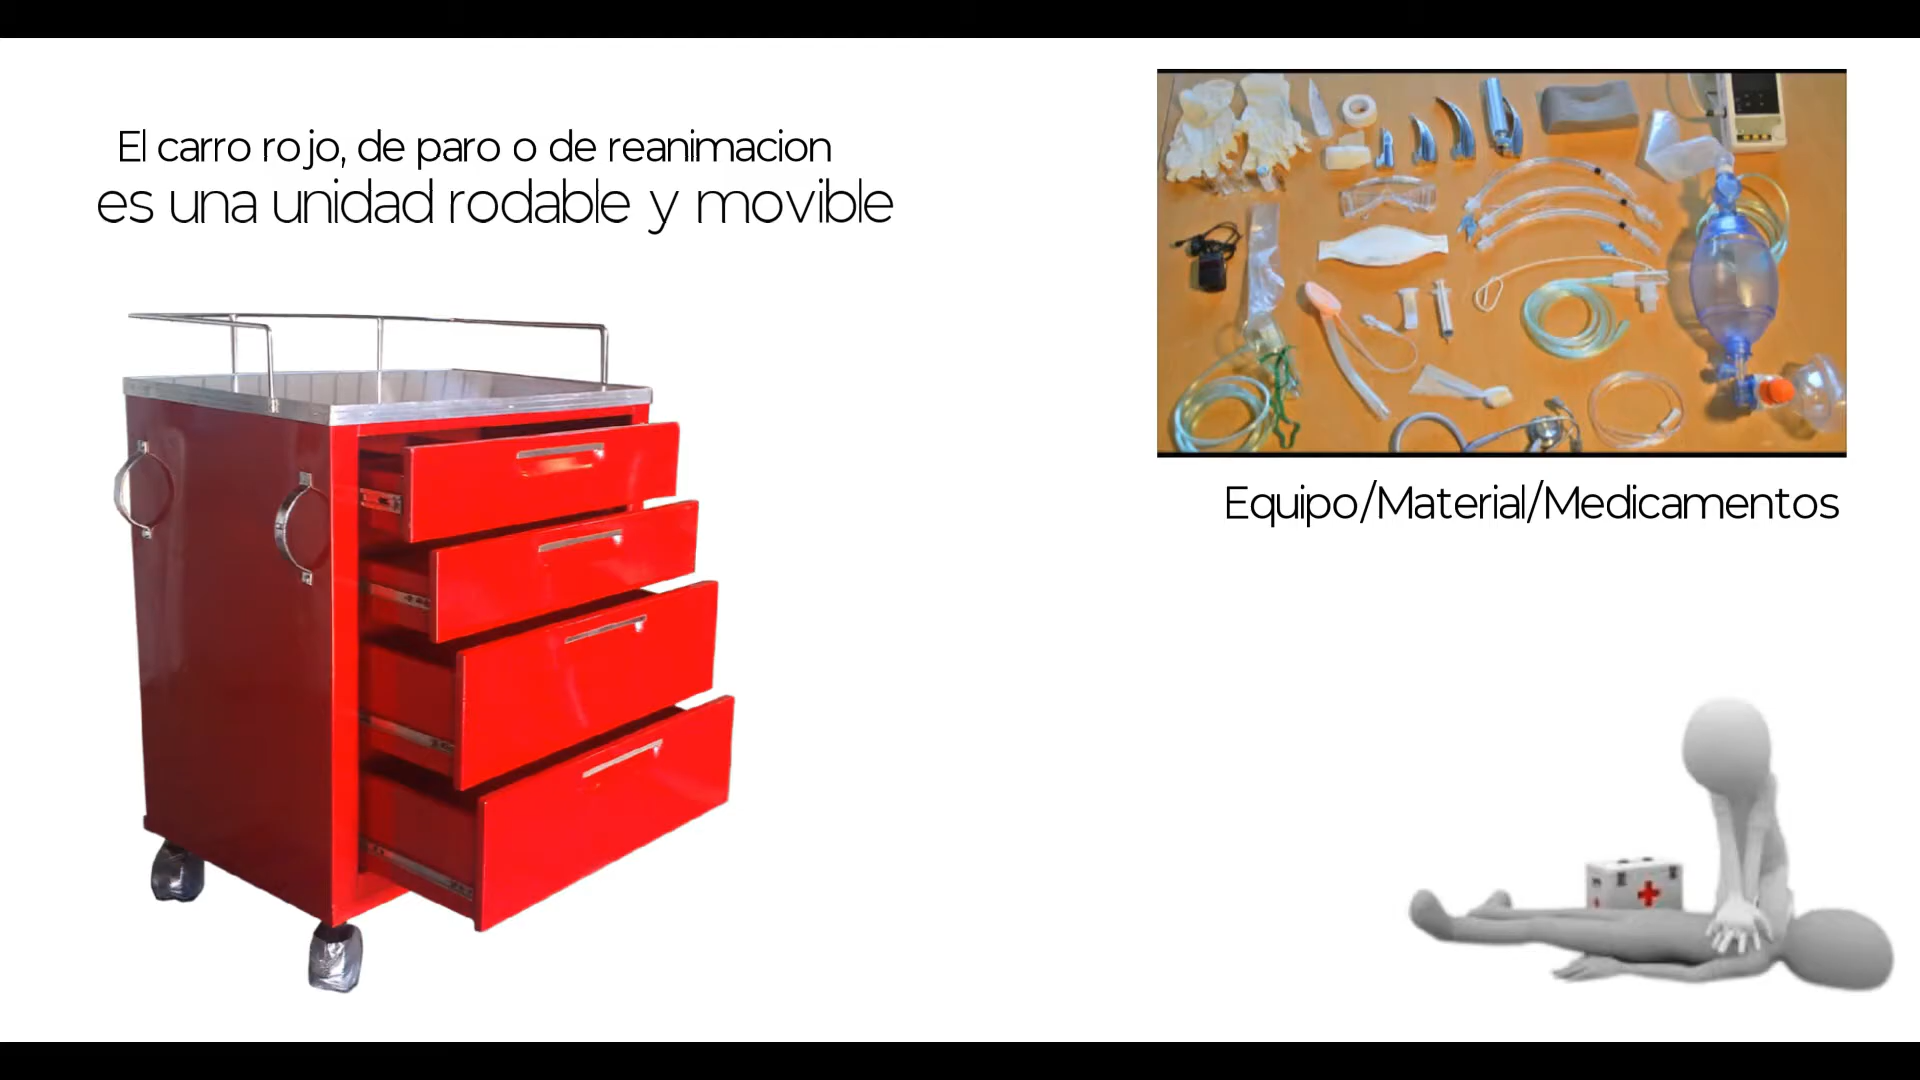 El carro rojo, de paro o de reanimacion
es una unidad rodable y movible
Equipo/Material/Medicamentos